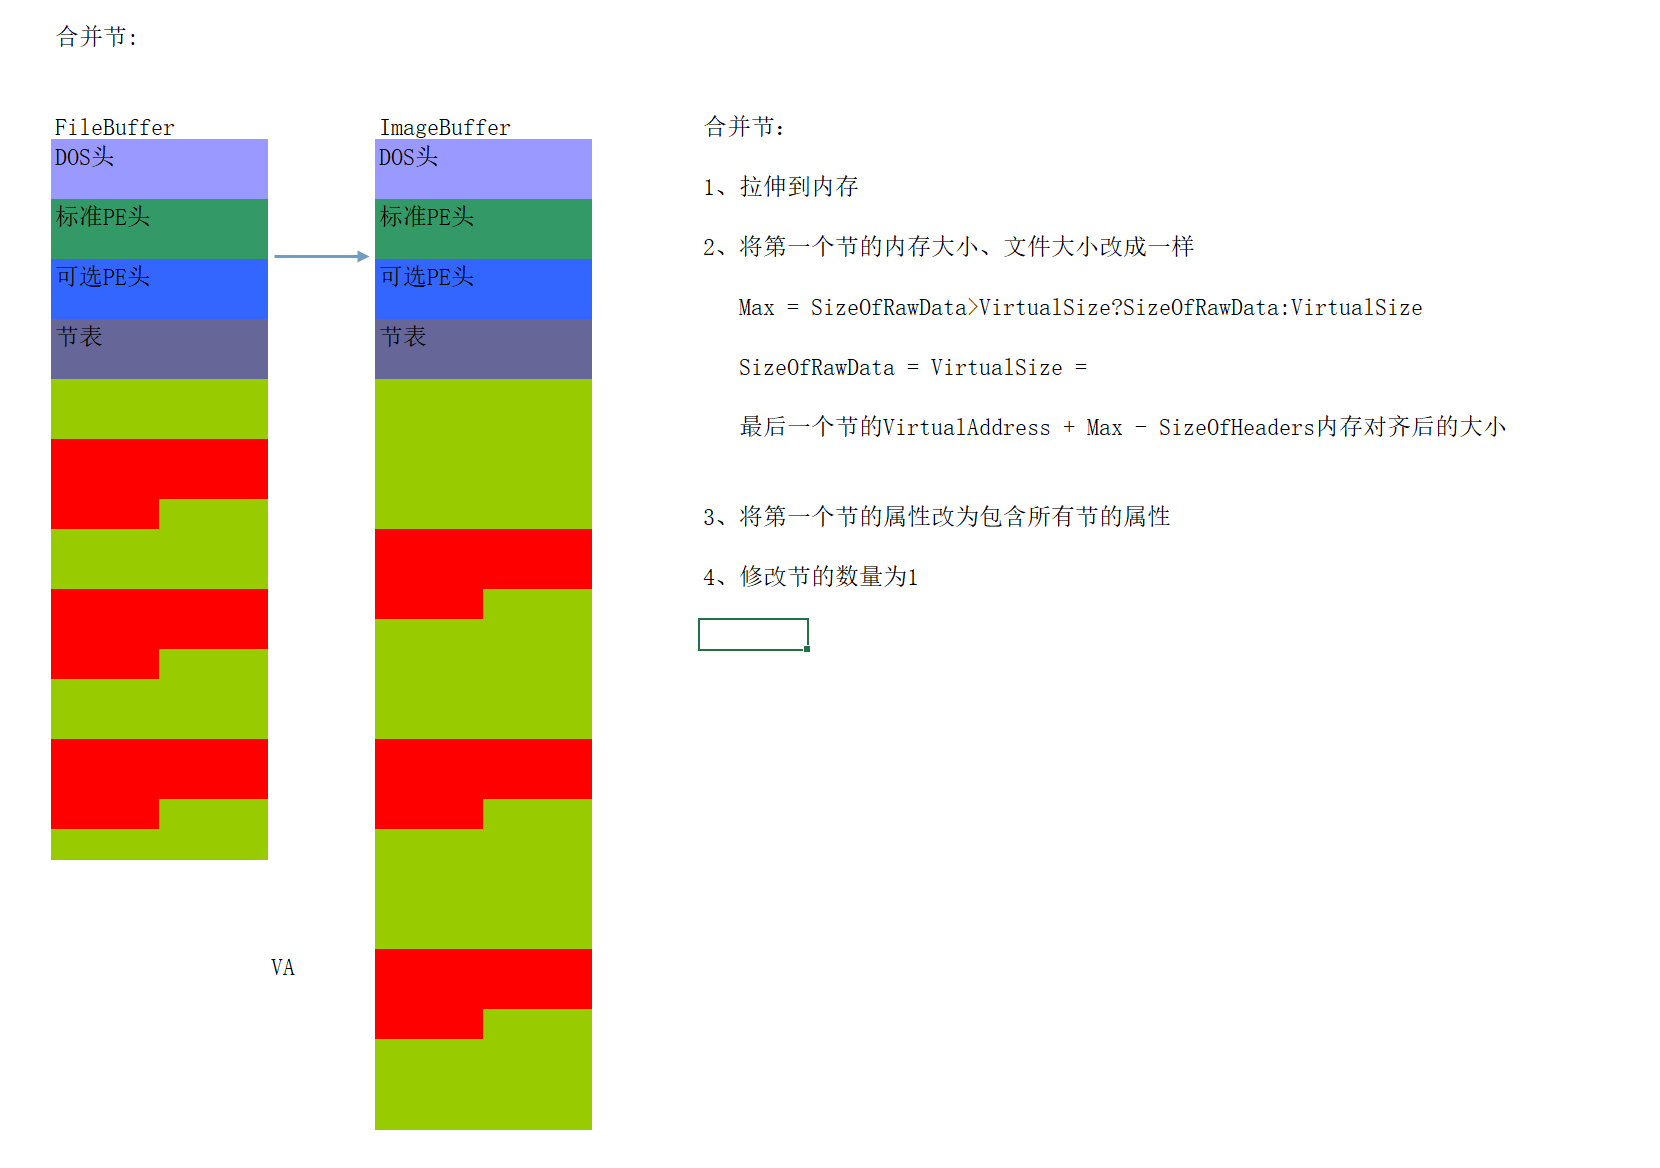 合并节:
FileBuffer
DOS头
标准PE头
可选PE头
节表
ImageBuffer
DOS头
标准PE头
可选PE头
节表
VA
合并节:
1、拉伸到内存
2、将第一个节的内存大小、文件大小改成一样
Max = SizeOfRawData>VirtualSize?SizeOfRawData:VirtualSize
SizeOfRawData = VirtualSize =
最后一个节的VirtualAddress + Max - SizeOfHeaders内存对齐后的大小
3、将第一个节的属性改为包含所有节的属性
4、修改节的数量为1